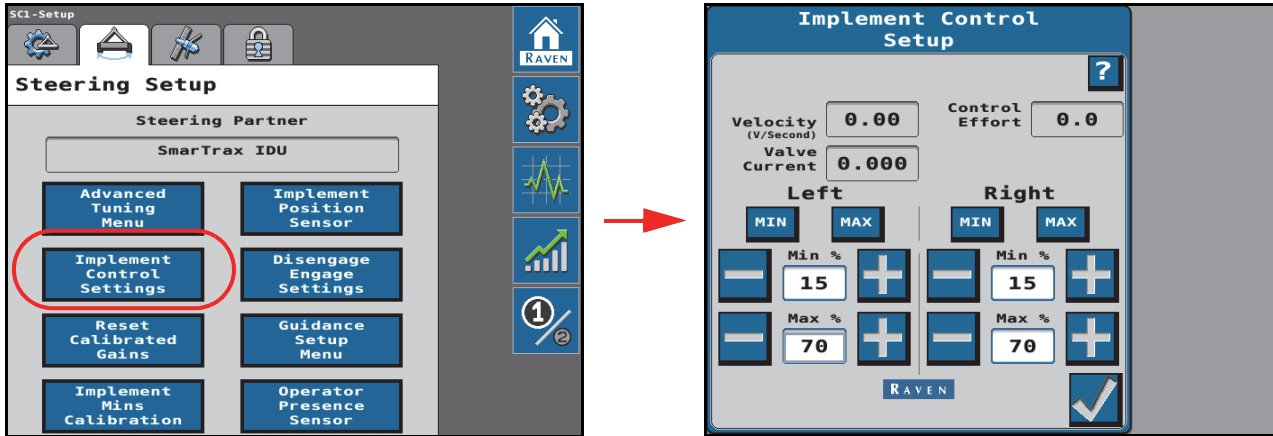 SC1-Setup
Steering Setup
Steering Partner
SmarTrax IDU
Advanced
Tuning
Menu
Implement
Position
Sensor
Implement
Control
Settings
Disengage
Engage
Settings
Reset
Calibrated
Gains
Guidance
Setup
Menu
Implement
Mins
Calibration
Operator
Presence
Sensor
RAVEN
1/2
Implement Control
Setup
?
Velocity
(V/Second)
0.00
Control
Effort
0.0
Valve
Current
0.000
Left
Right
MIN
MAX
MIN
MAX
Min %
15
Min %
15
Max %
70
Max %
70
RAVEN